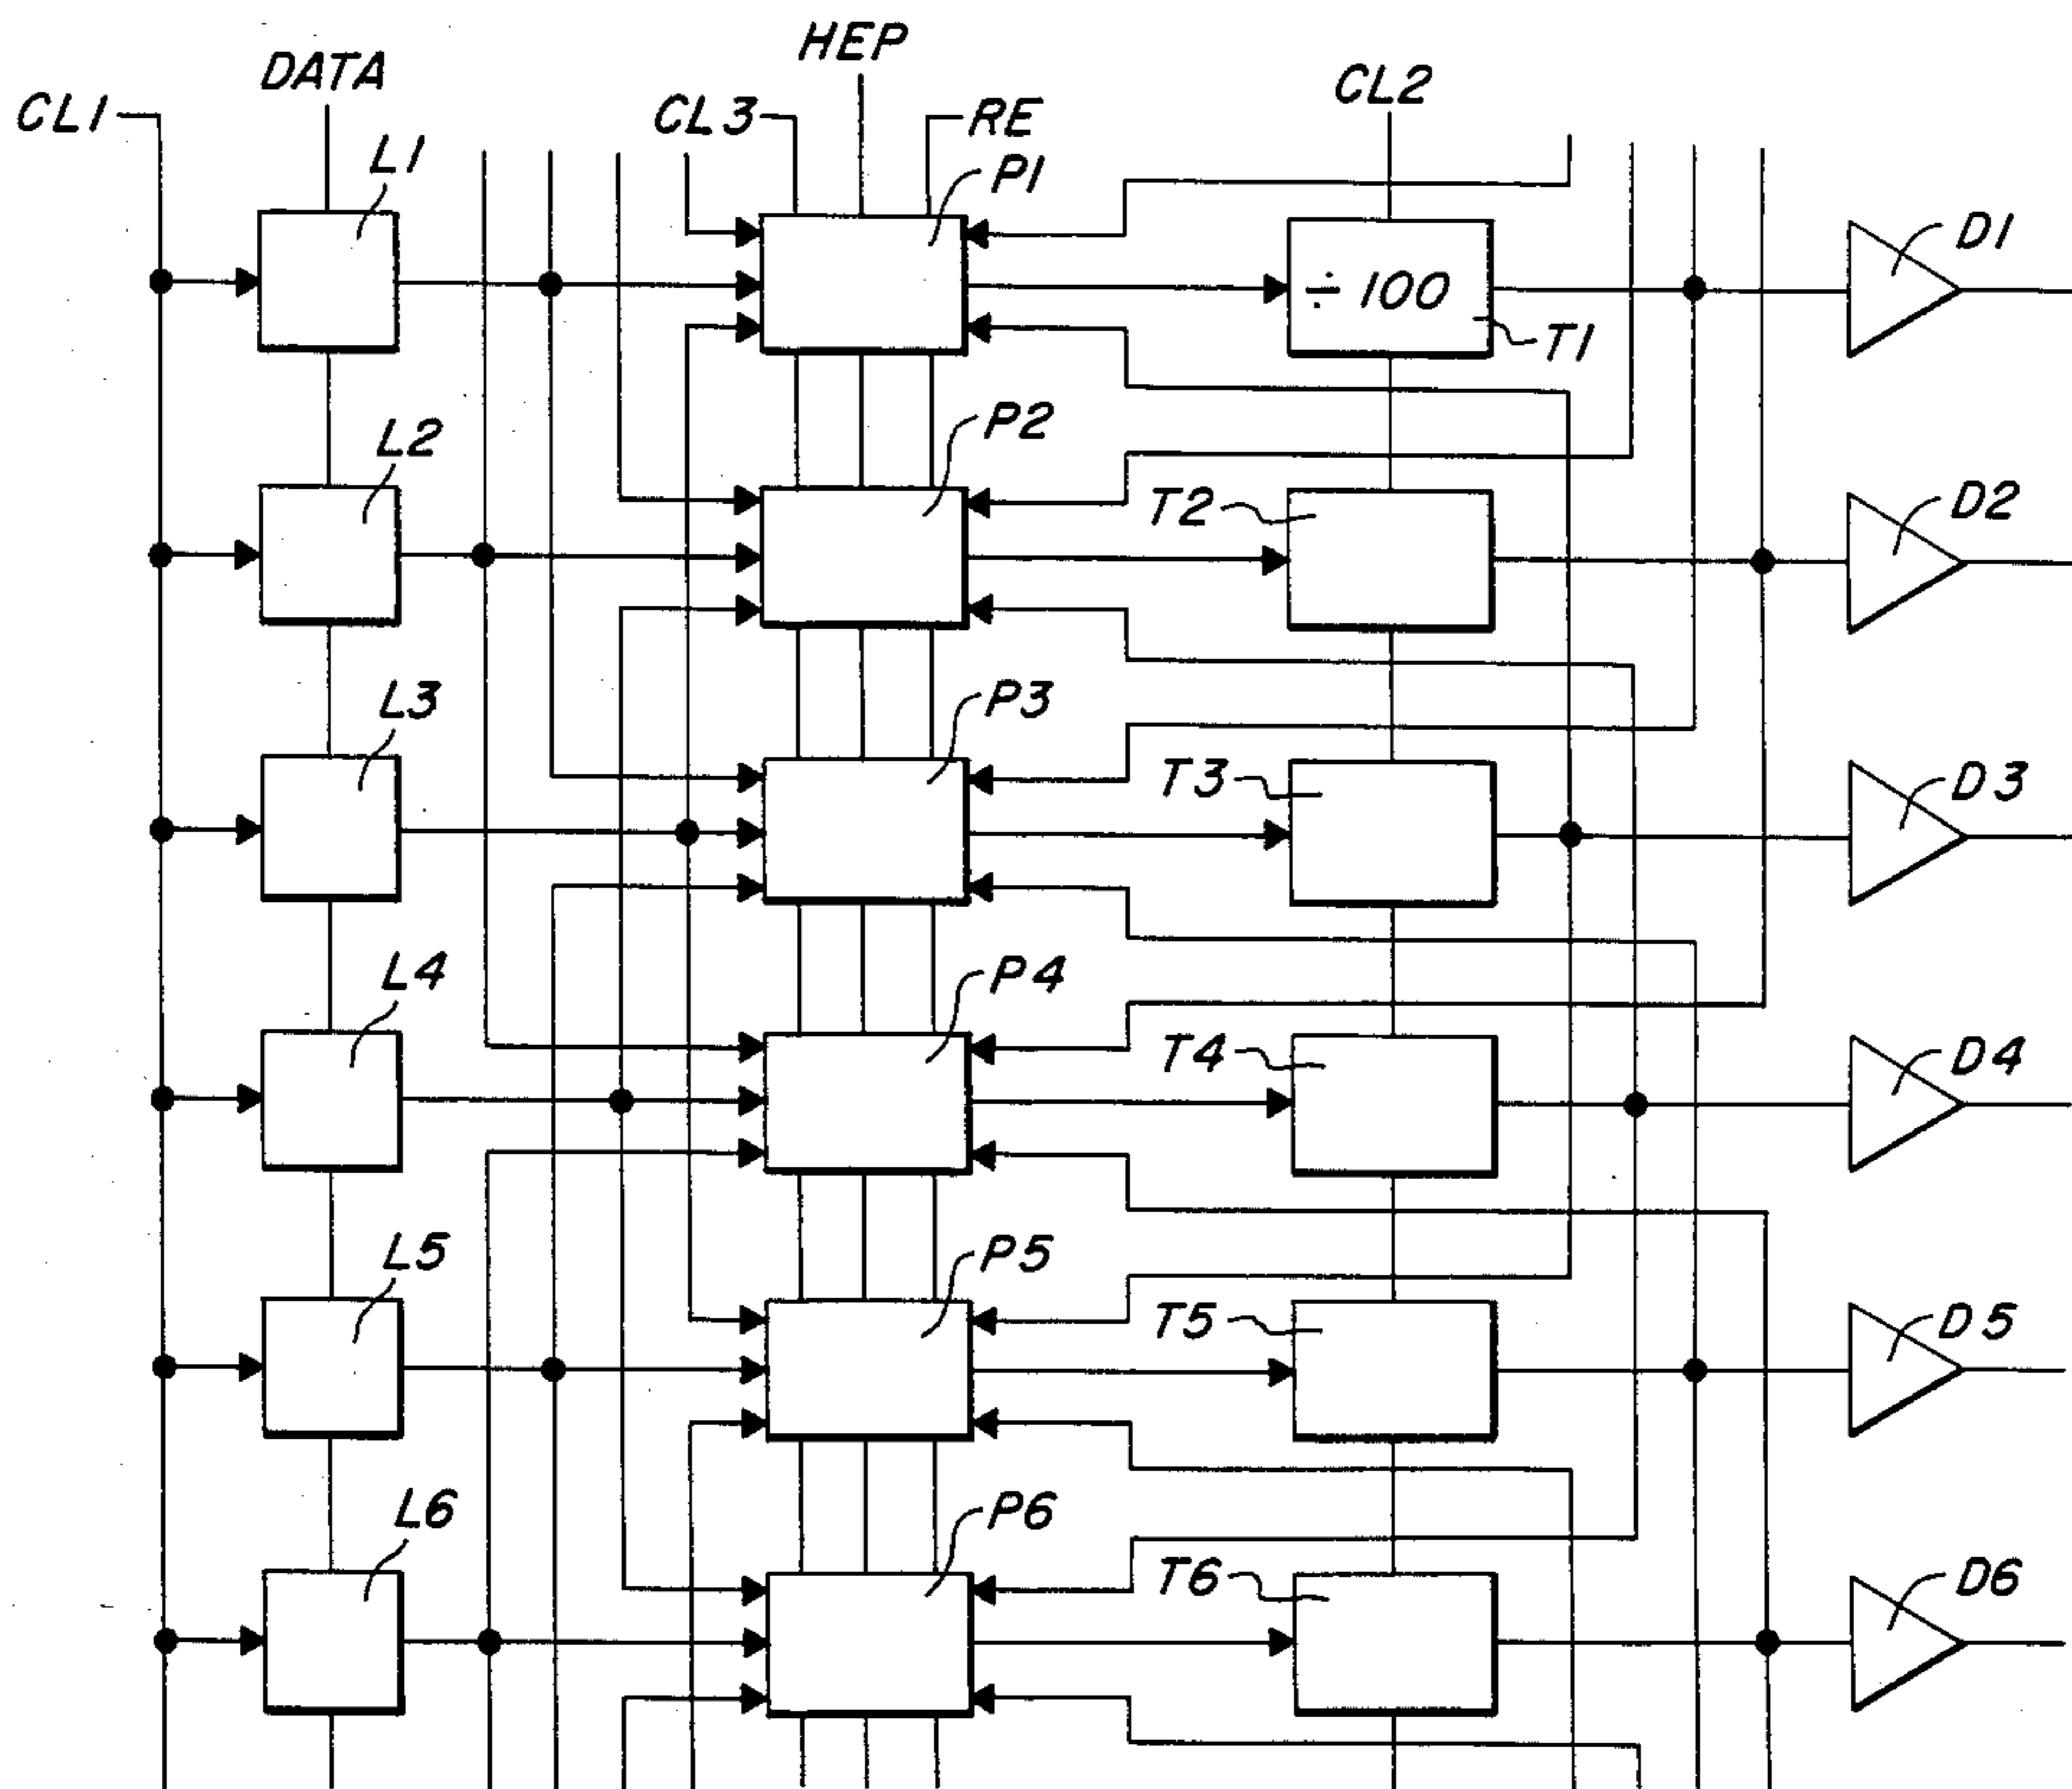 HEP
DATA
CL2
CL1
CL3
RE
L1
P1
D1
÷ 100
T1
L2
P2
T2
D2
L3
P3
T3
D3
L4
P4
T4
D4
L5
P5
T5
D5
L6
P6
T6
D6